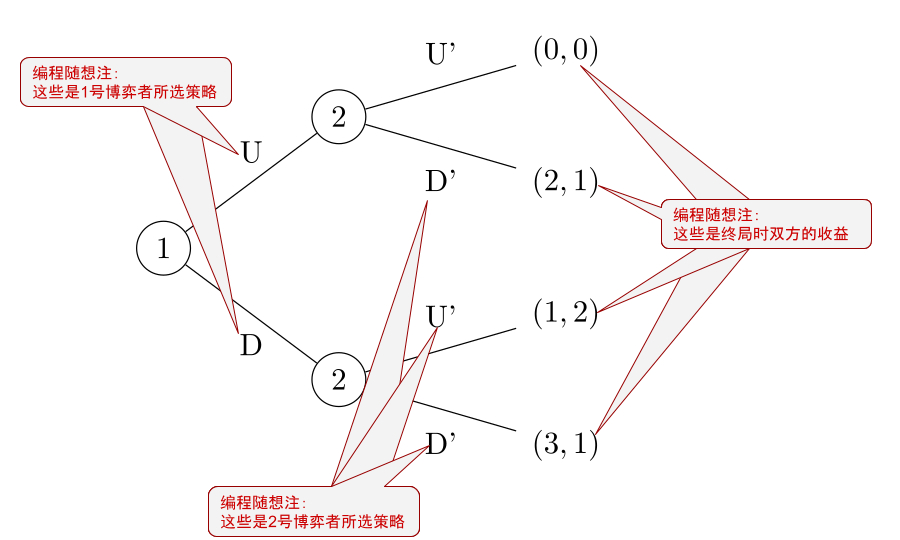 U’
(0, 0)
编程随想注：
这些是1号博弈者所选策略
2
U
D’
(2, 1)
编程随想注：
这些是终局时双方的收益
1
U’
(1, 2)
D
2
D’
(3, 1)
编程随想注：
这些是2号博弈者所选策略